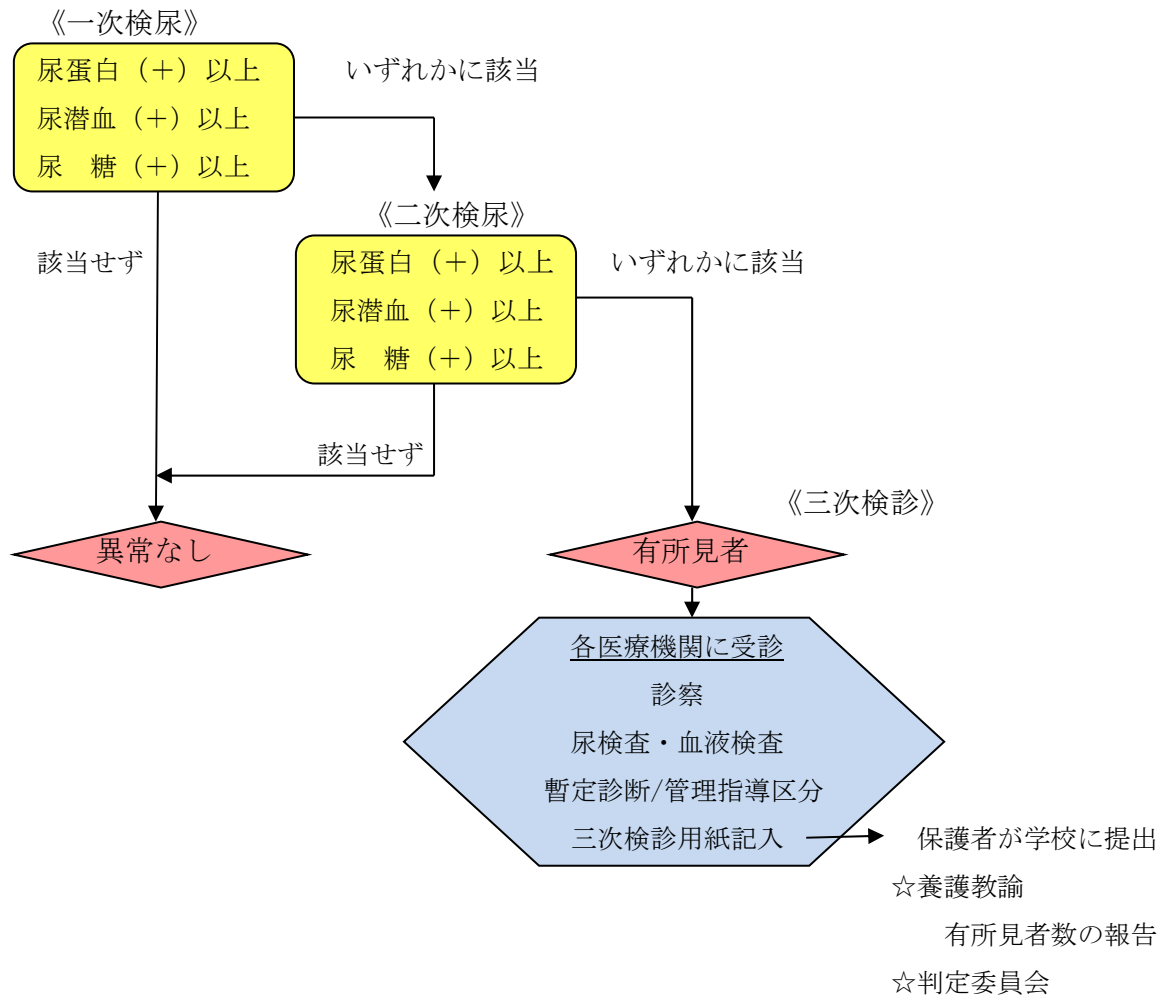 《一次検尿》
尿蛋白（＋）以上
いずれかに該当
尿潜血（＋）以上
尿　糖（＋）以上
《二次検尿》
該当せず
尿蛋白（＋）以上
いずれかに該当
尿潜血（＋）以上
尿　糖（＋）以上
該当せず
《三次検診》
異常なし
有所見者
各医療機関に受診
診察
尿検査・血液検査
暫定診断/管理指導区分
三次検診用紙記入
保護者が学校に提出
☆養護教諭
有所見者数の報告
☆判定委員会